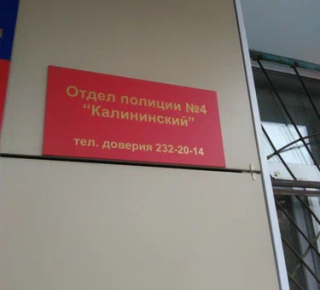 Отдел полиции №4
“Калининский”
тел. доверия 232-20-14